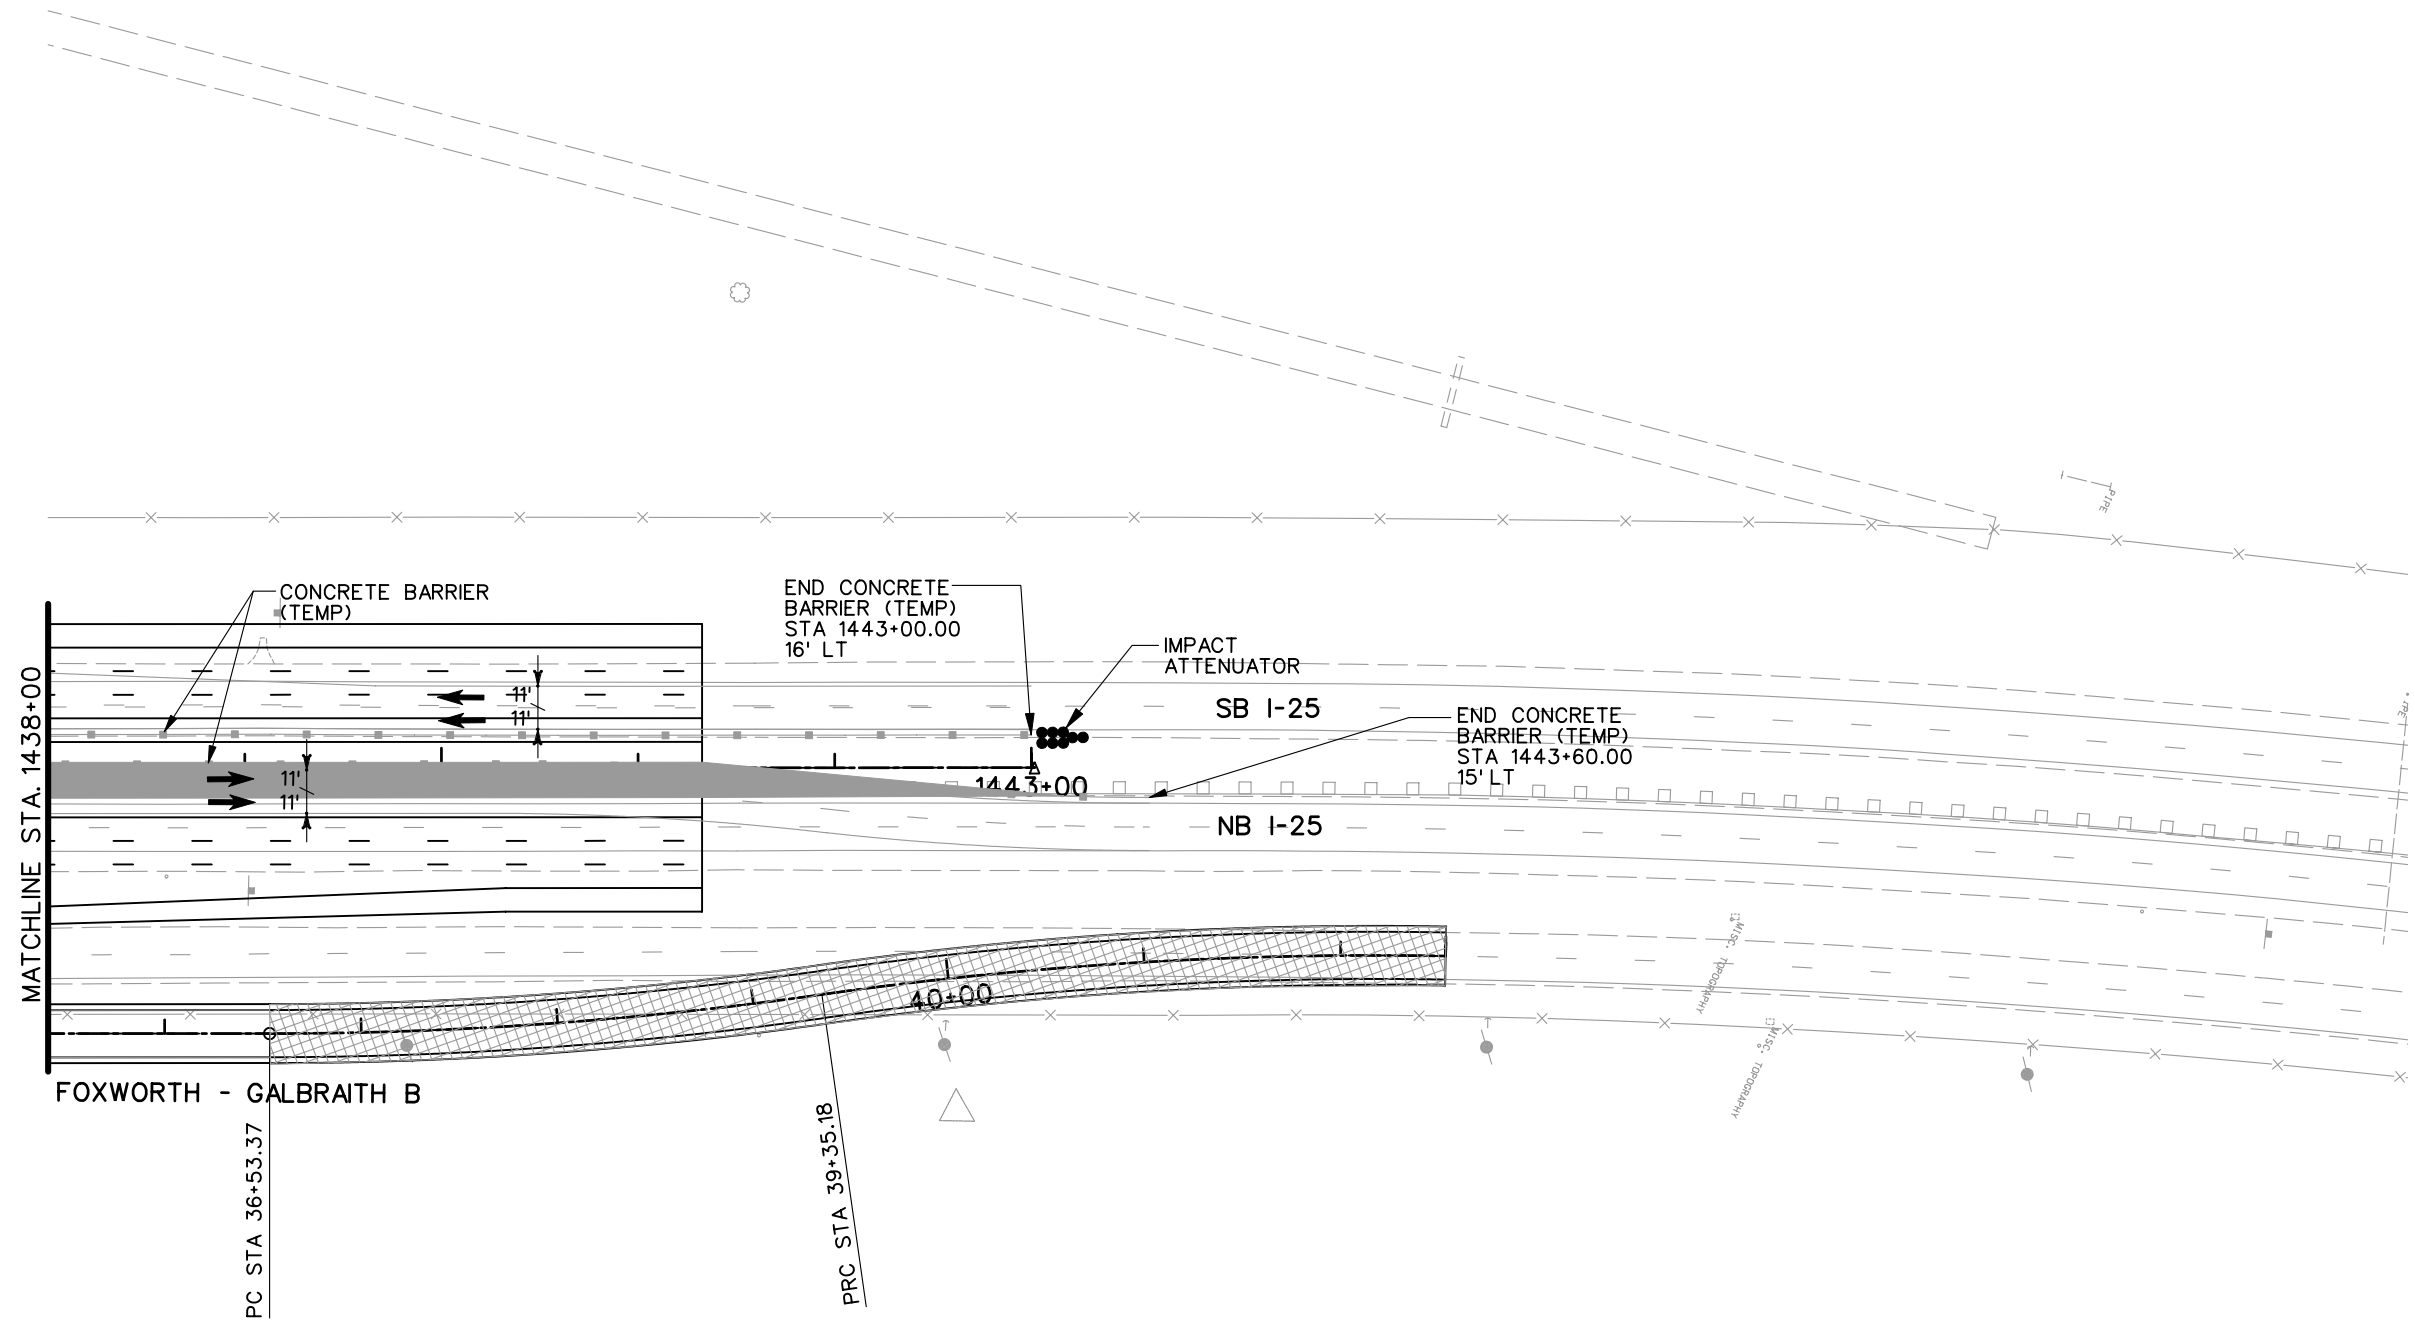 PIPE
CONCRETE BARRIER
(TEMP)
END CONCRETE
BARRIER (TEMP)
STA 1443+00.00
16' LT
IMPACT
ATTENUATOR
MATCHLINE STA. 1438+00
11'
11'
SB I-25
END CONCRETE
BARRIER (TEMP)
STA 1443+60.00
15' LT
11'
11'
1443+00
NB I-25
MISC. TOPOGRAPHY
40+00
MISC. TOPOGRAPHY
FOXWORTH - GALBRAITH B
PC STA 36+53.37
PRC STA 39+35.18